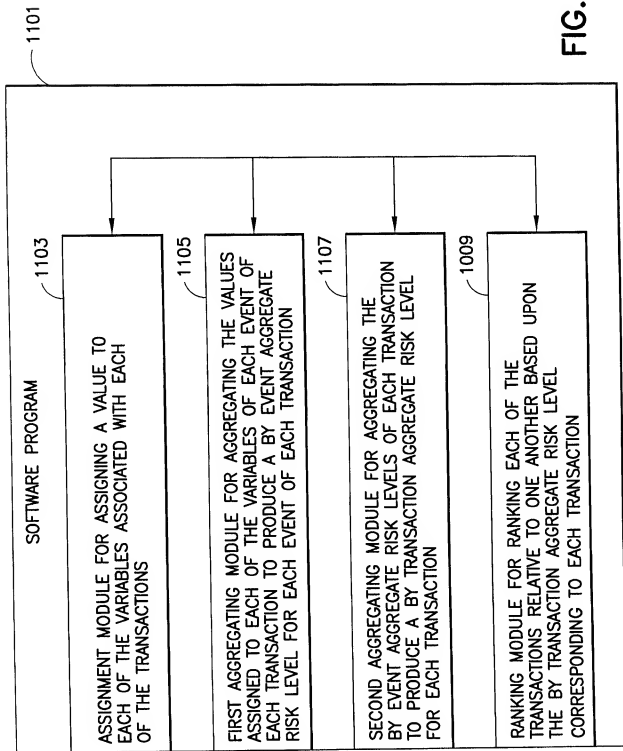 SOFTWARE PROGRAM
1101
1103
ASSIGNMENT MODULE FOR ASSIGNING A VALUE TO
EACH OF THE VARIABLES ASSOCIATED WITH EACH
OF THE TRANSACTIONS
1105
FIRST AGGREGATING MODULE FOR AGGREGATING THE VALUES
ASSIGNED TO EACH OF THE VARIABLES OF EACH EVENT OF
EACH TRANSACTION TO PRODUCE A BY EVENT AGGREGATE
RISK LEVEL FOR EACH EVENT OF EACH TRANSACTION
1107
SECOND AGGREGATING MODULE FOR AGGREGATING THE
BY EVENT AGGREGATE RISK LEVELS OF EACH TRANSACTION
TO PRODUCE A BY TRANSACTION AGGREGATE RISK LEVEL
FOR EACH TRANSACTION
1009
RANKING MODULE FOR RANKING EACH OF THE
TRANSACTIONS RELATIVE TO ONE ANOTHER BASED UPON
THE BY TRANSACTION AGGREGATE RISK LEVEL
CORRESPONDING TO EACH TRANSACTION
FIG.